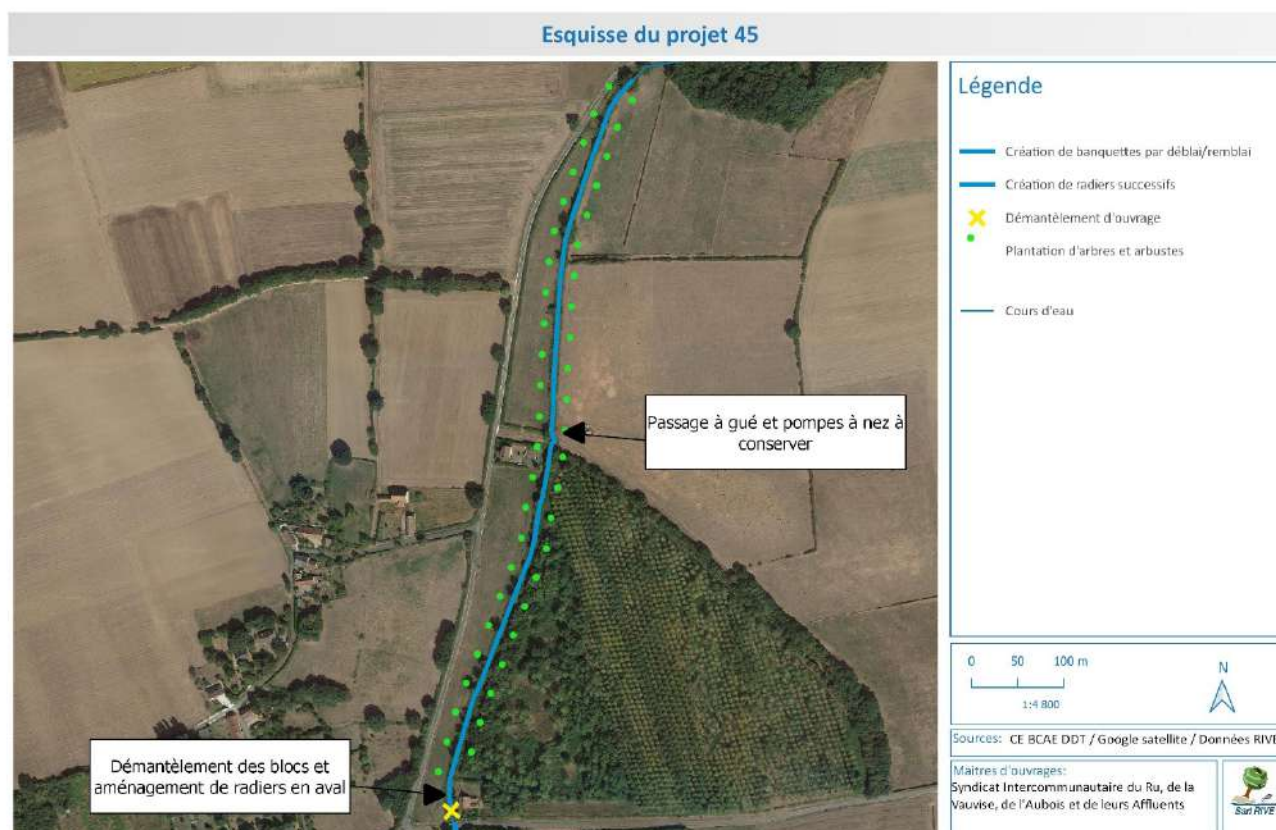 Esquisse du projet 45
Légende
Création de banquettes par déblai/remblai
Création de radiers successifs
Démantèlement d'ouvrage
Plantation d'arbres et arbustes
Cours d'eau
Passage à gué et pompes à nez à
conserver
Démantèlement des blocs et
aménagement de radiers en aval
0 50 100 m
1:4 800
N
Sources: CE BCAE DDT / Google satellite / Données RIVE
Maitres d'ouvrages:
Syndicat Intercommunautaire du Ru, de la
Vauvise, de l'Aubois et de leurs Affluents
Sarl RIVE